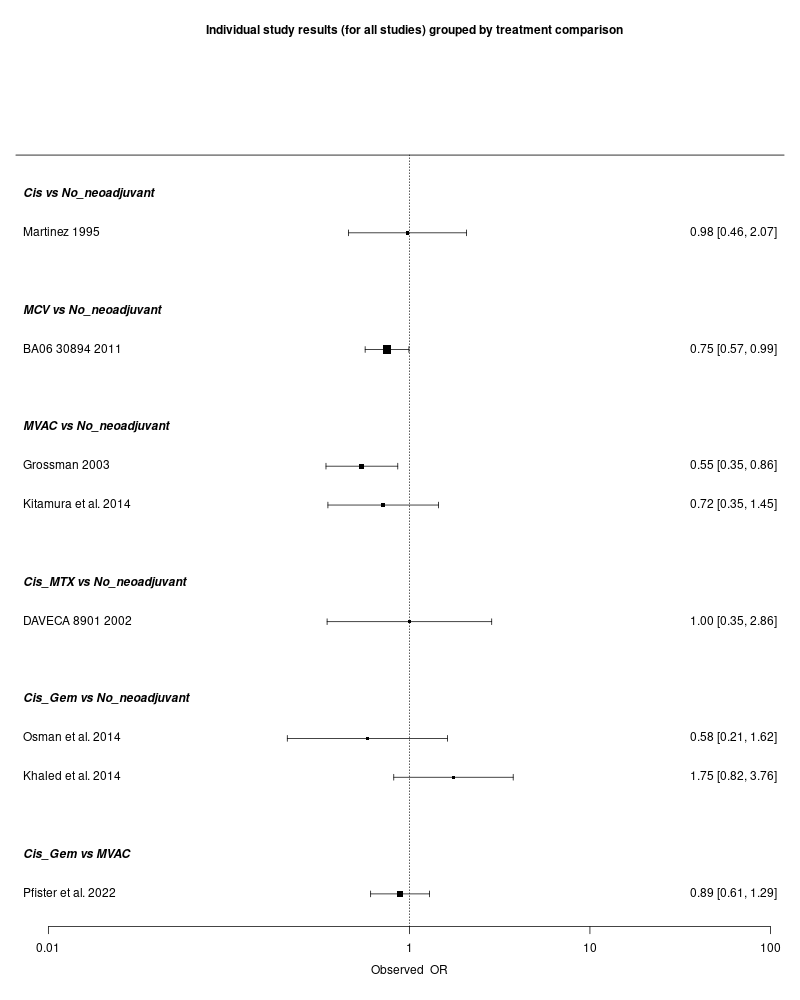 Individual study results (for all studies) grouped by treatment comparison
Cis vs No_neoadjuvant
Martinez 1995 0.98 [0.46, 2.07]
MCV vs No_neoadjuvant
BA06 30894 2011 0.75 [0.57, 0.99]
MVAC vs No_neoadjuvant
Grossman 2003 0.55 [0.35, 0.86]
Kitamura et al. 2014 0.72 [0.35, 1.45]
Cis_MTX vs No_neoadjuvant
DAVECA 8901 2002 1.00 [0.35, 2.86]
Cis_Gem vs No_neoadjuvant
Osman et al. 2014 0.58 [0.21, 1.62]
Khaled et al. 2014 1.75 [0.82, 3.76]
Cis_Gem vs MVAC
Pfister et al. 2022 0.89 [0.61, 1.29]
0.01 1 10 100
Observed OR